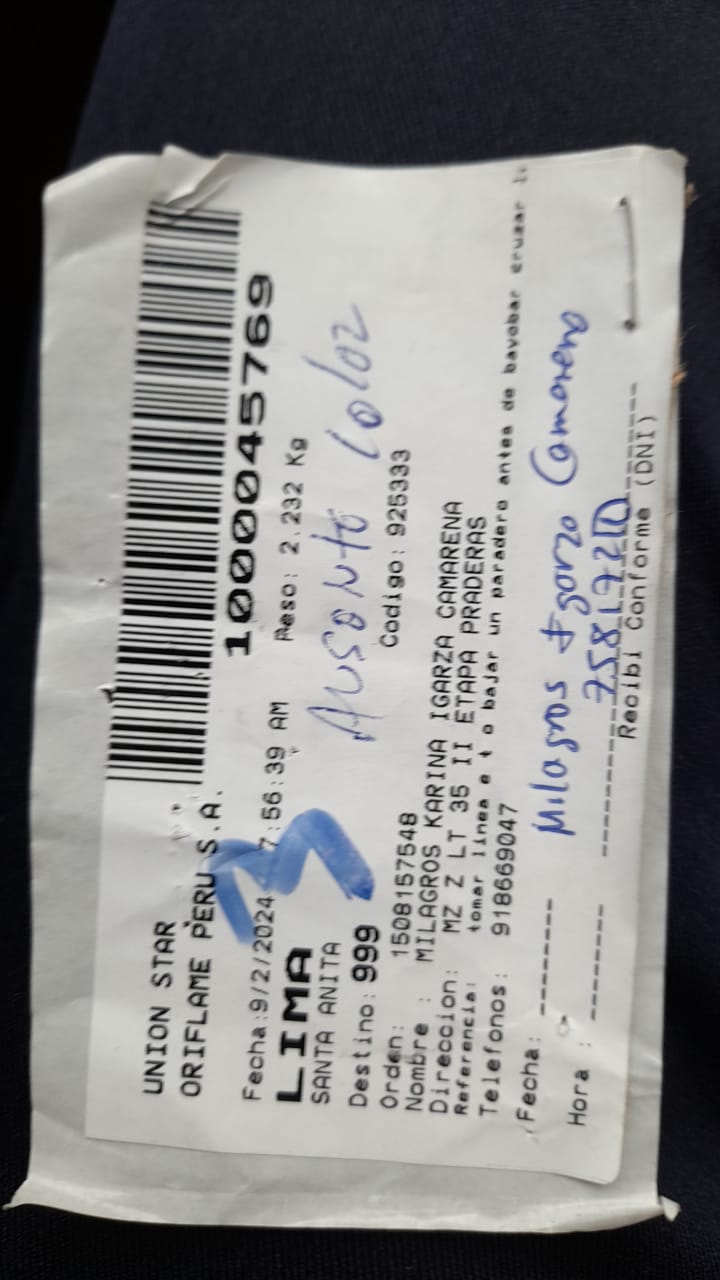 UNION STAR
ORIFLAME PERU S.A.
1000045769
Fecha:9/2/2024 7:56:39 AM Peso: 2.232 Kg
LIMA
SANTA ANITA
Destino: 999
Ausente
Orden: 1508157548 Codigo: 925333
Nombre : MILAGROS KARINA IGARZA CAMARENA
Direccion: MZ Z LT 35 II ETAPA PRADERAS
Referencia: tomar linea e t o bajar un paradero antes de bayobar cruzar
Telefonos: 918669047
Fecha: Milagros Igarza Camarena
Hora :
Recibi Conforme (DNI)